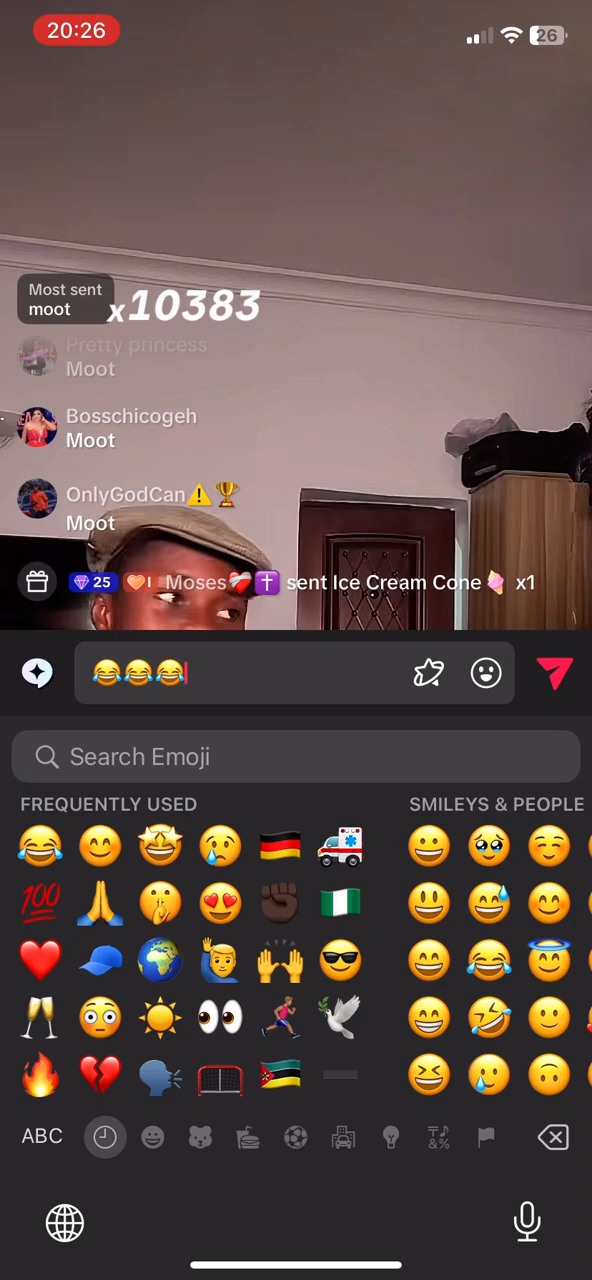 20:26
26
Most sent
moot
x10383
Pretty princess
Moot
Bosschicogeh
Moot
OnlyGodCan⚠️🏆
Moot
25 I Moses❤️‍🩹✝️ sent Ice Cream Cone🍦 x1
😂😂😂
Search Emoji
FREQUENTLY USED SMILEYS & PEOPLE
💯
ABC